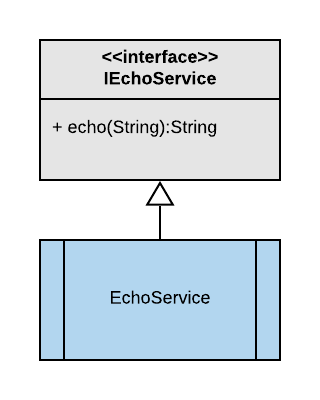 <<interface>>
IEchoService
+ echo(String):String
EchoService